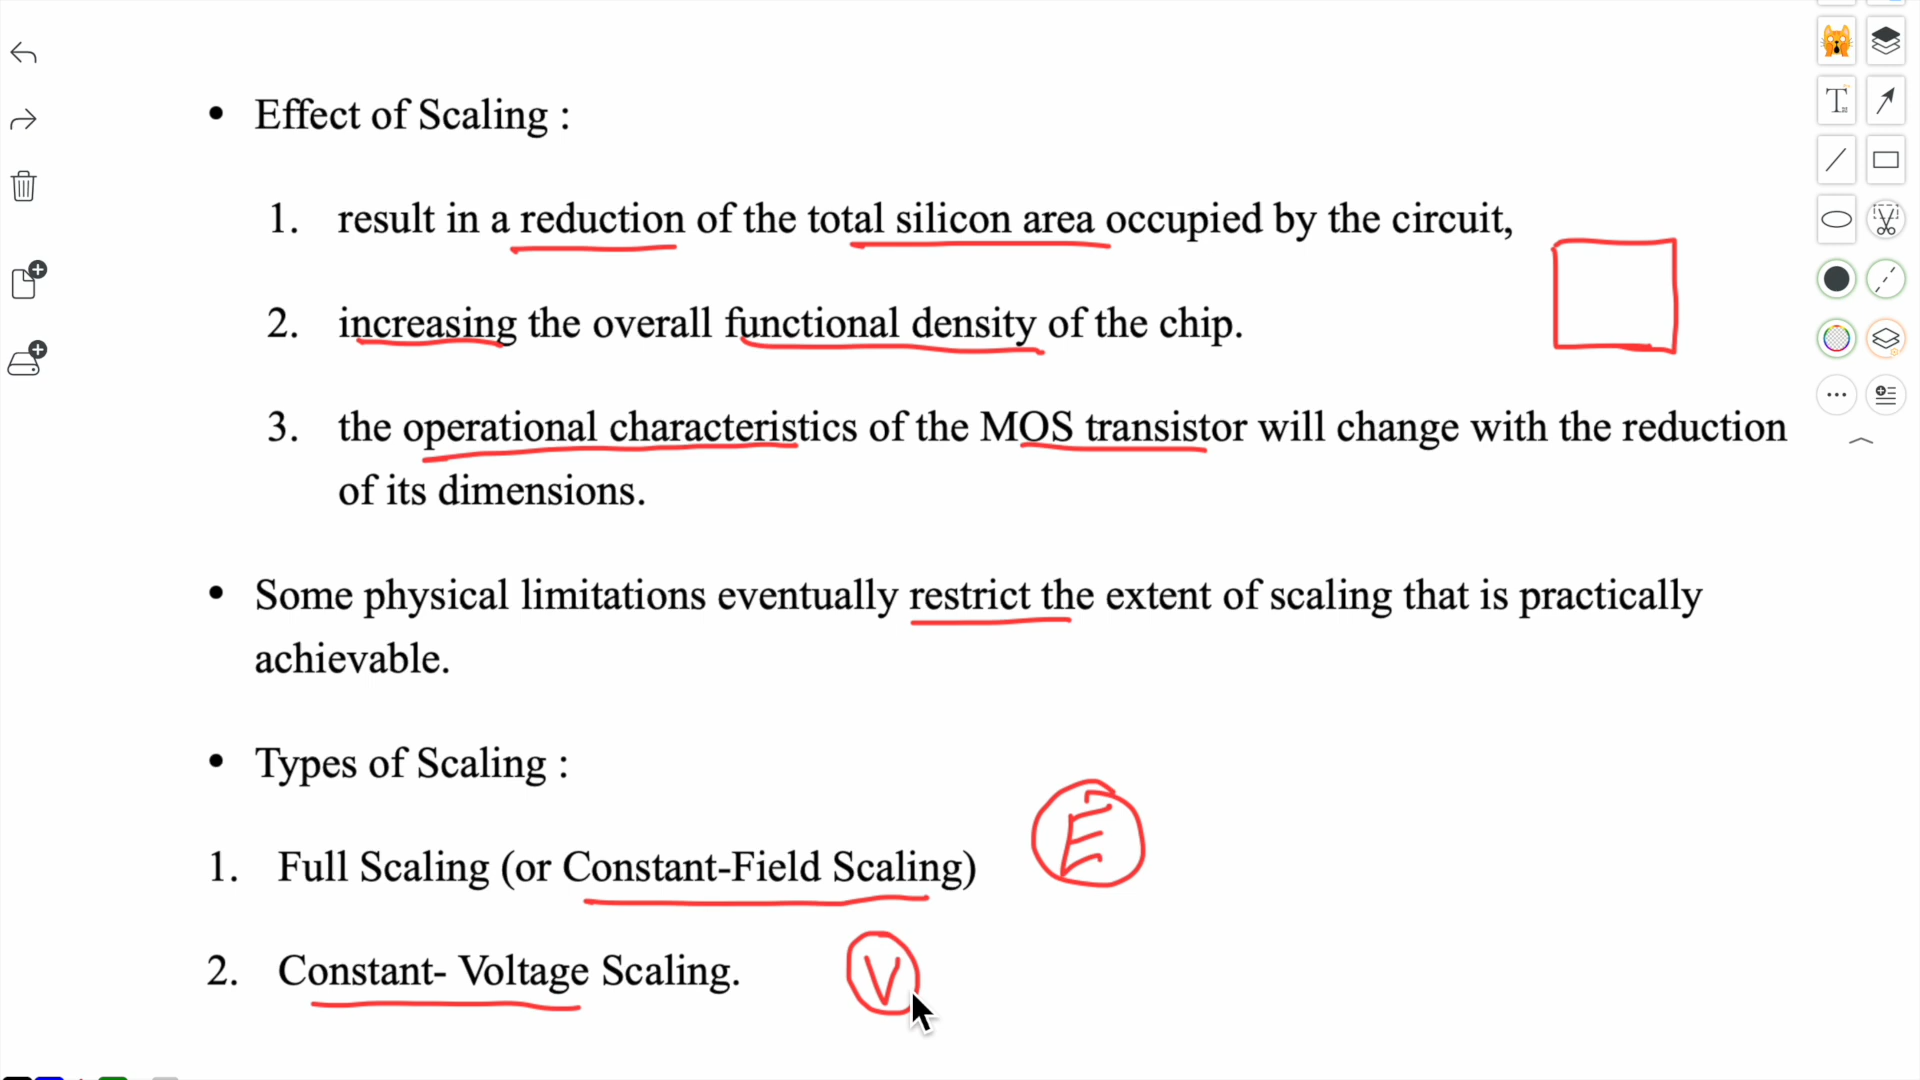 • Effect of Scaling :
1. result in a reduction of the total silicon area occupied by the circuit,
2. increasing the overall functional density of the chip.
3. the operational characteristics of the MOS transistor will change with the reduction
of its dimensions.
• Some physical limitations eventually restrict the extent of scaling that is practically
achievable.
• Types of Scaling :
1. Full Scaling (or Constant-Field Scaling)
E
2. Constant- Voltage Scaling.
V